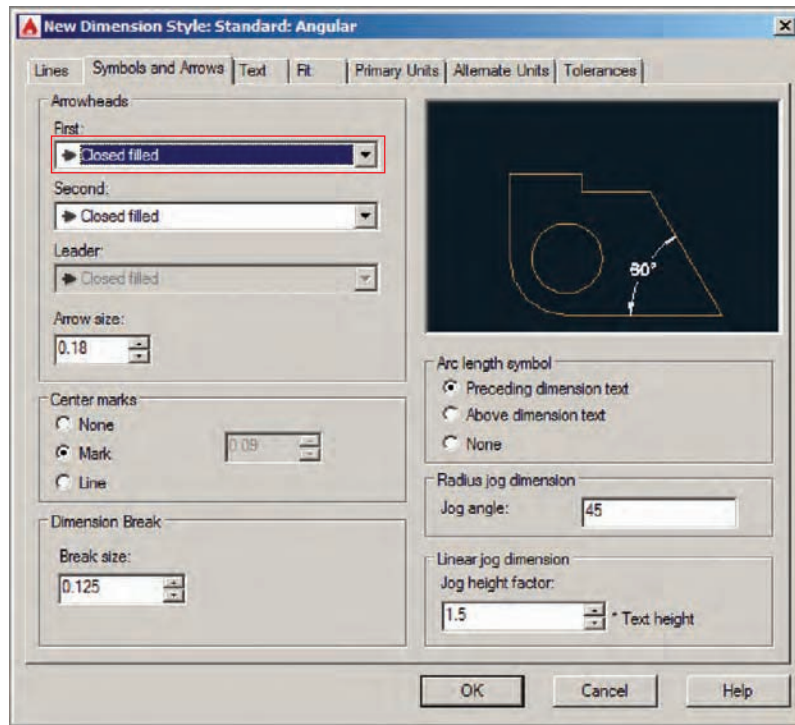 New Dimension Style: Standard: Angular
Lines Symbols and Arrows Text Fit Primary Units Alternate Units Tolerances
Arrowheads
First:
Closed filled
Second:
Closed filled
Leader:
Closed filled
Arrow size:
0.18
60°
Center marks
None
Mark
0.09
Line
Dimension Break
Break size:
0.125
Arc length symbol
Preceding dimension text
Above dimension text
None
Radius jog dimension
Jog angle: 45
Linear jog dimension
Jog height factor:
1.5 * Text height
OK Cancel Help